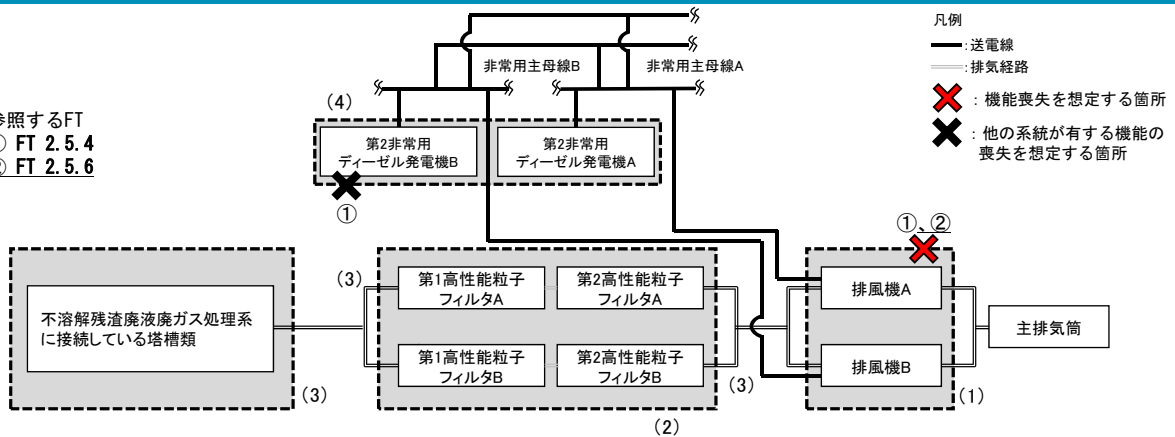 凡例
:送電線
:排気経路
:機能喪失を想定する箇所
:他の系統が有する機能の
喪失を想定する箇所
非常用主母線B
非常用主母線A
照するFT
FT 2.5.4
FT 2.5.6
(4)
第2非常用
ディーゼル発電機B
第2非常用
ディーゼル発電機A
①
①、②
不溶解残渣廃液廃ガス処理系
に接続している塔槽類
(3)
(3)
第1高性能粒子
フィルタA
第2高性能粒子
フィルタA
第1高性能粒子
フィルタB
第2高性能粒子
フィルタB
(3)
(2)
排風機A
排風機B
(1)
主排気筒